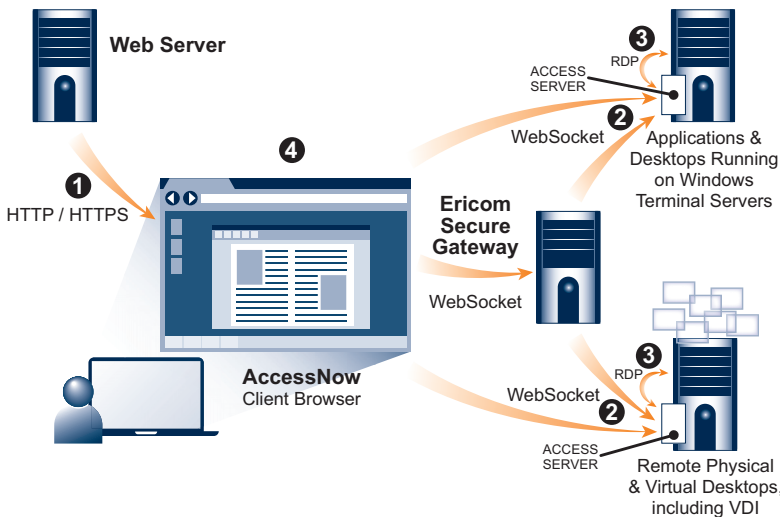 Web Server
1
HTTP / HTTPS
4
AccessNow
Client Browser
Ericom
Secure
Gateway
WebSocket
WebSocket
2
3
RDP
ACCESS
SERVER
Applications &
Desktops Running
on Windows
Terminal Servers
WebSocket
2
3
RDP
ACCESS
SERVER
Remote Physical
& Virtual Desktops,
including VDI